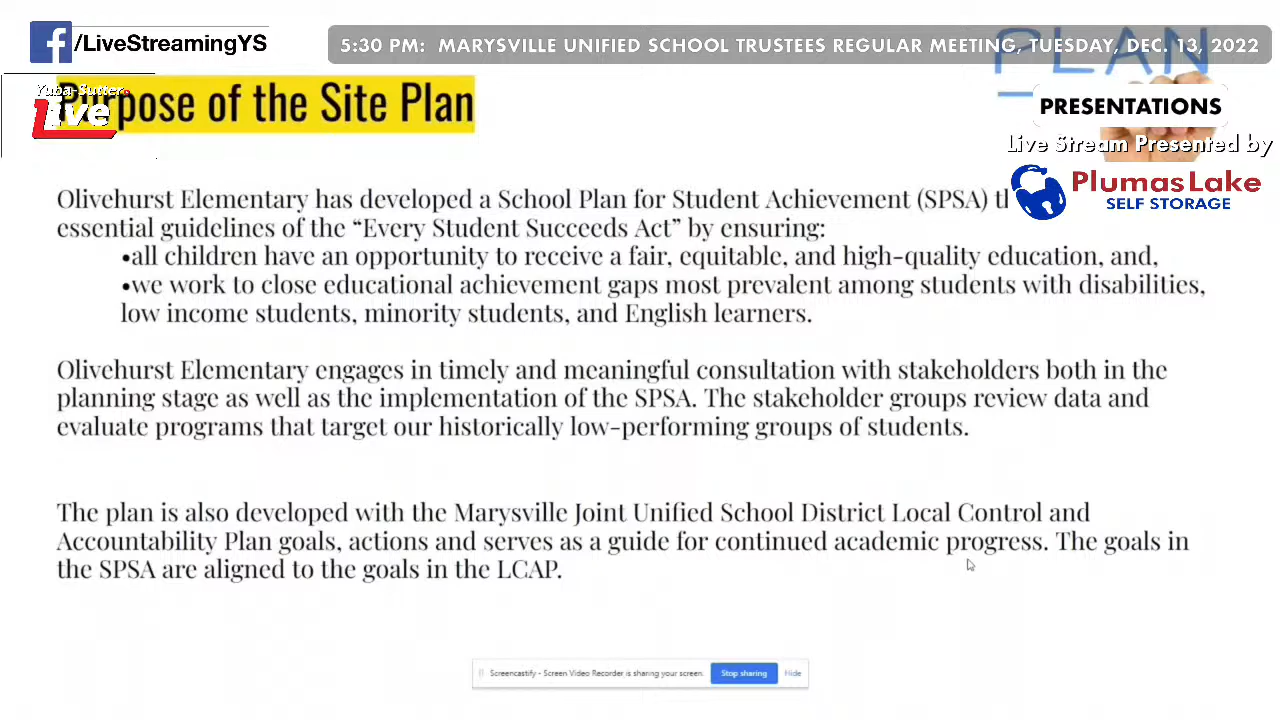 /LiveStreamingYS
5:30 PM: MARYSVILLE UNIFIED SCHOOL TRUSTEES REGULAR MEETING, TUESDAY, DEC. 13, 2022
PLAN
Yuba-Sutter
Live
Purpose of the Site Plan
PRESENTATIONS
Live Stream Presented by
Plumas Lake
SELF STORAGE
Olivehurst Elementary has developed a School Plan for Student Achievement (SPSA)
essential guidelines of the “Every Student Succeeds Act” by ensuring:
•all children have an opportunity to receive a fair, equitable, and high-quality education, and,
•we work to close educational achievement gaps most prevalent among students with disabilities,
low income students, minority students, and English learners.
Olivehurst Elementary engages in timely and meaningful consultation with stakeholders both in the
planning stage as well as the implementation of the SPSA. The stakeholder groups review data and
evaluate programs that target our historically low-performing groups of students.
The plan is also developed with the Marysville Joint Unified School District Local Control and
Accountability Plan goals, actions and serves as a guide for continued academic progress. The goals in
the SPSA are aligned to the goals in the LCAP.
Screencastify - Screen Video Recorder is sharing your screen.
Stop sharing
Hide